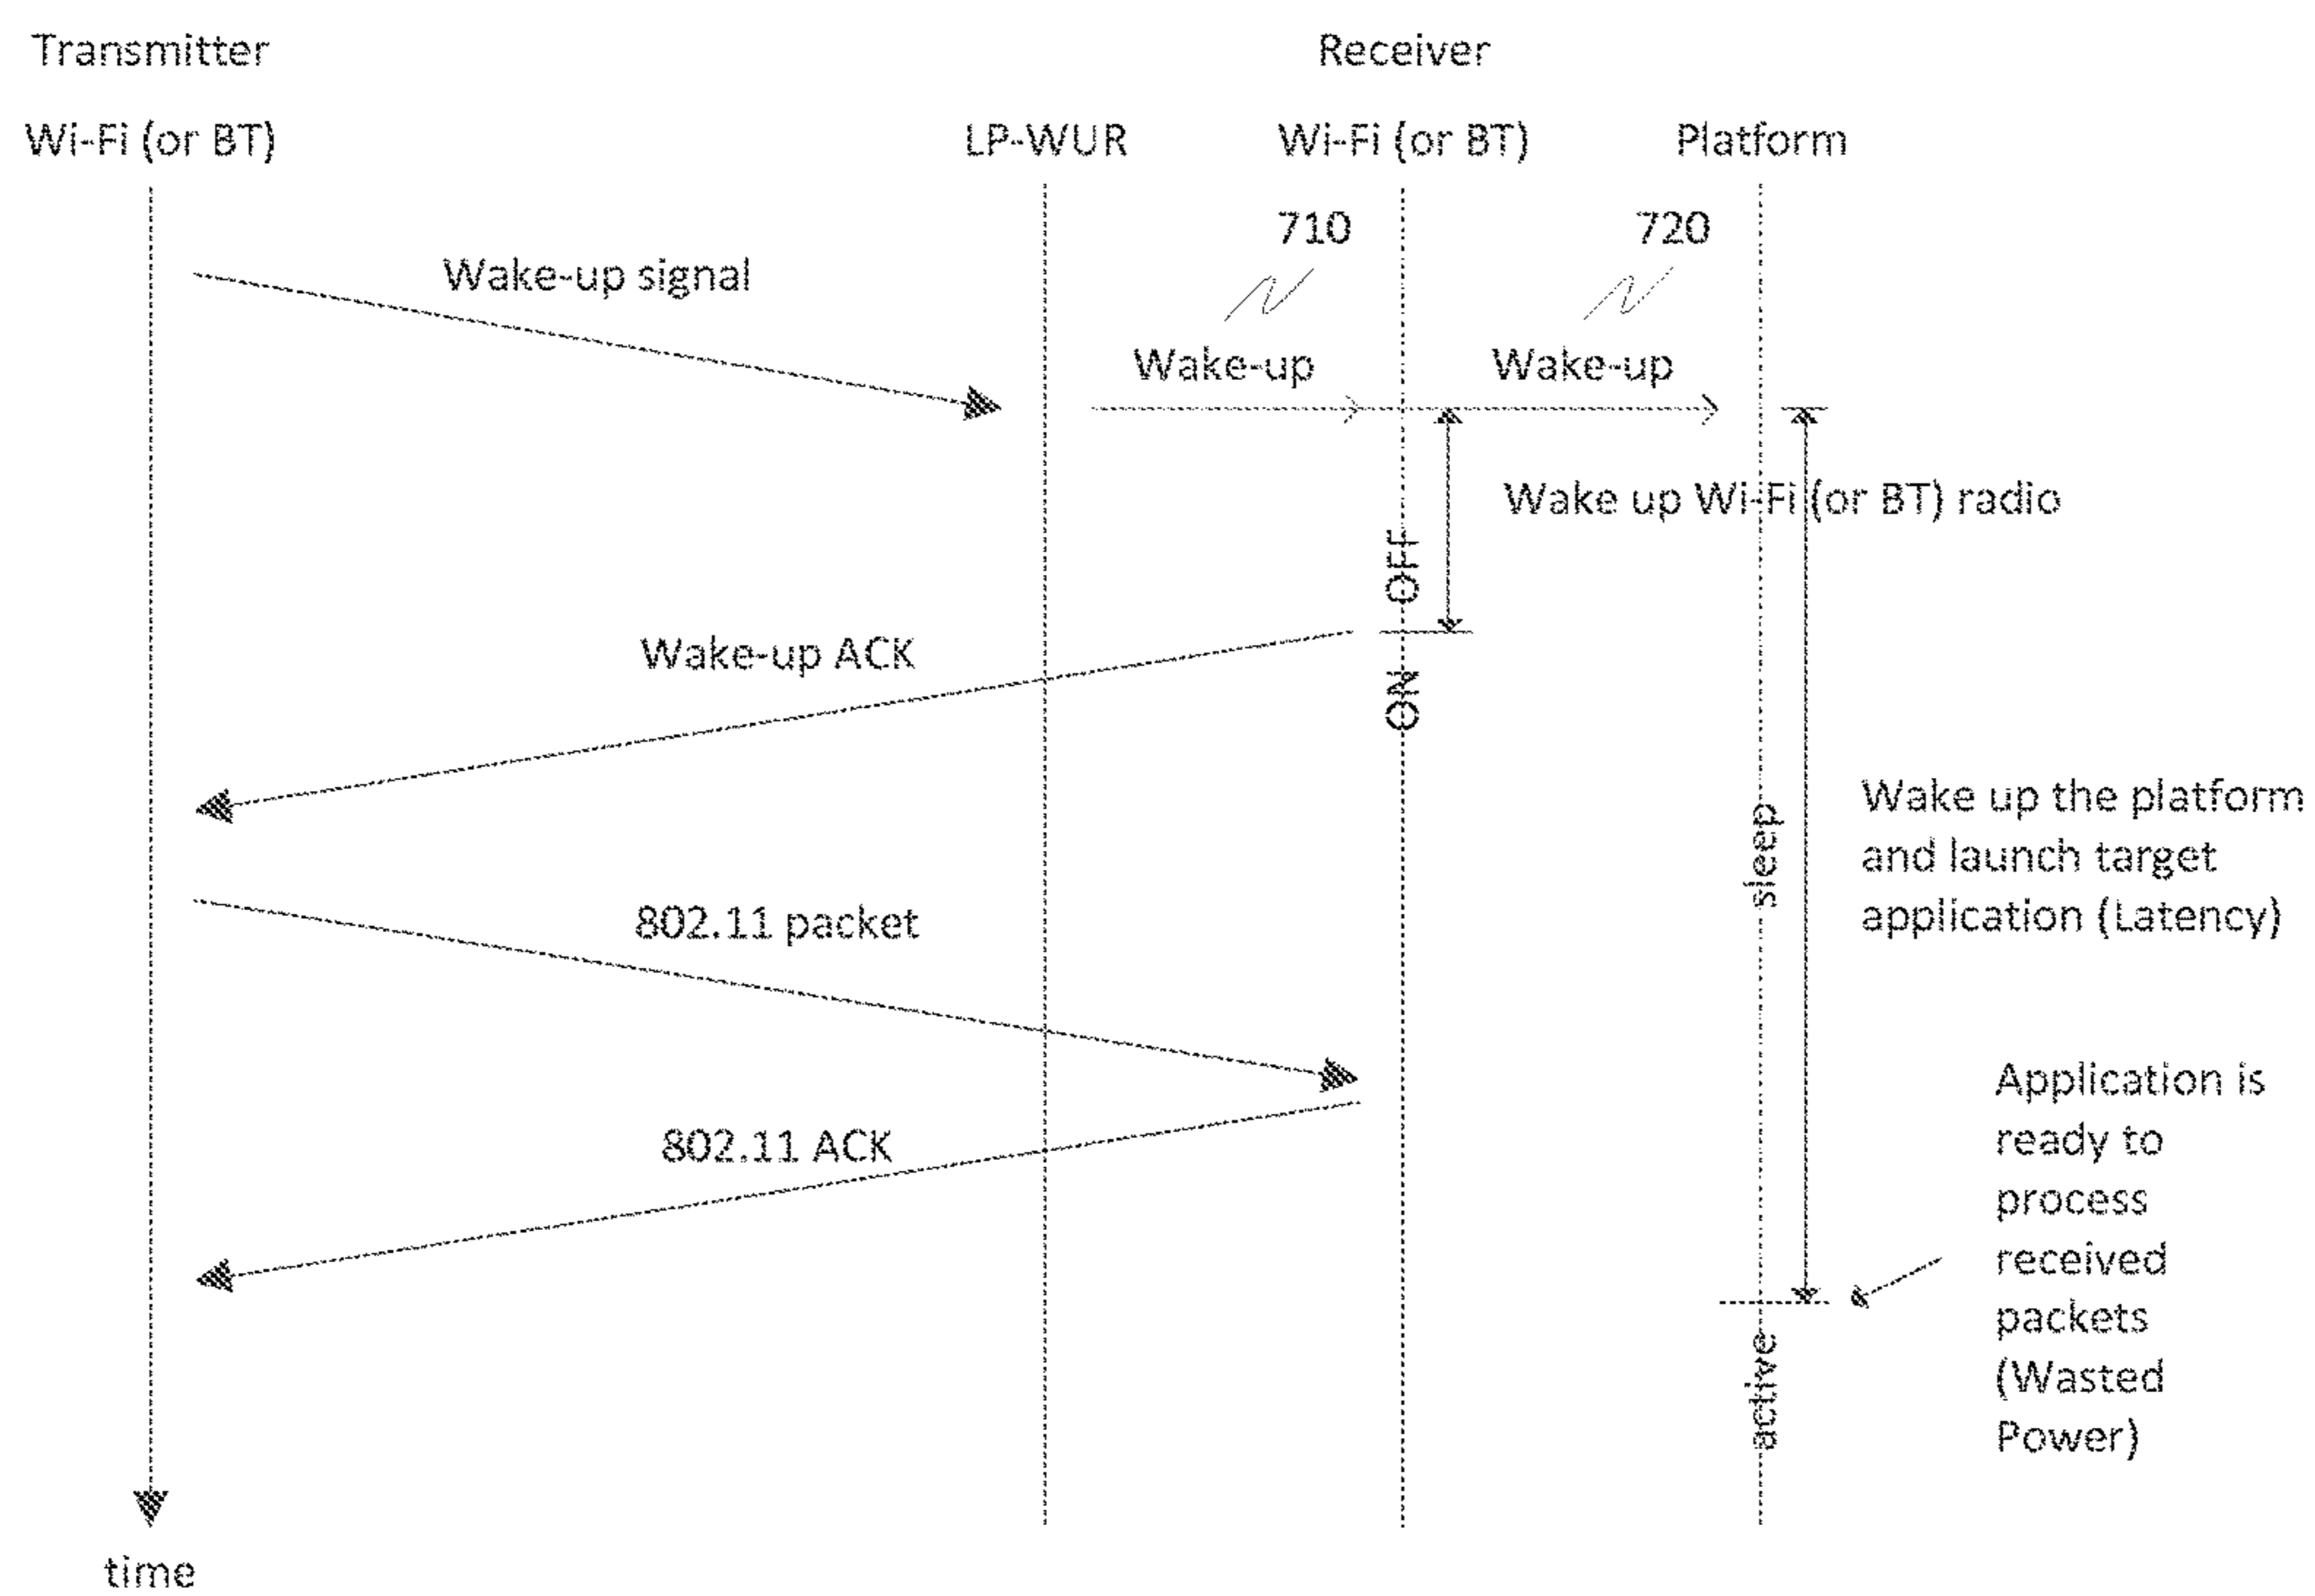 Transmitter
Receiver
Wi-Fi (or BT)
LP-WUR
Wi-Fi (or BT)
Platform
710
720
Wake-up signal
Wake-up
Wake-up
Wake up Wi-Fi (or BT) radio
OFF
Wake-up ACK
ON
Wake up the platform
and launch target
application (Latency)
sleep
802.11 packet
Application is
ready to
process
received
packets
(Wasted
Power)
802.11 ACK
active
time